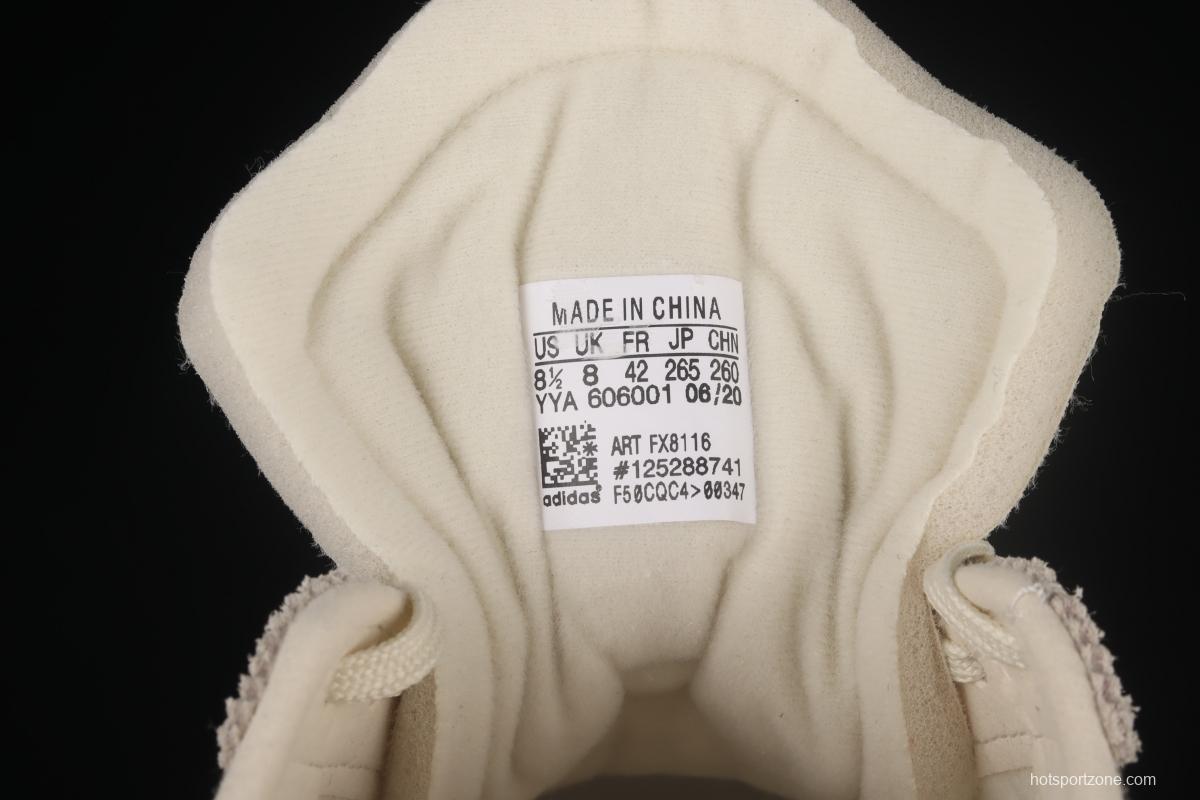 MADE IN CHINA
US UK FR JP CHN
8½ 8 42 265 260
YYA 606001 06/20
ART FX8116
#125288741
adidas® F50CQC4>00347
hotsportzone.com